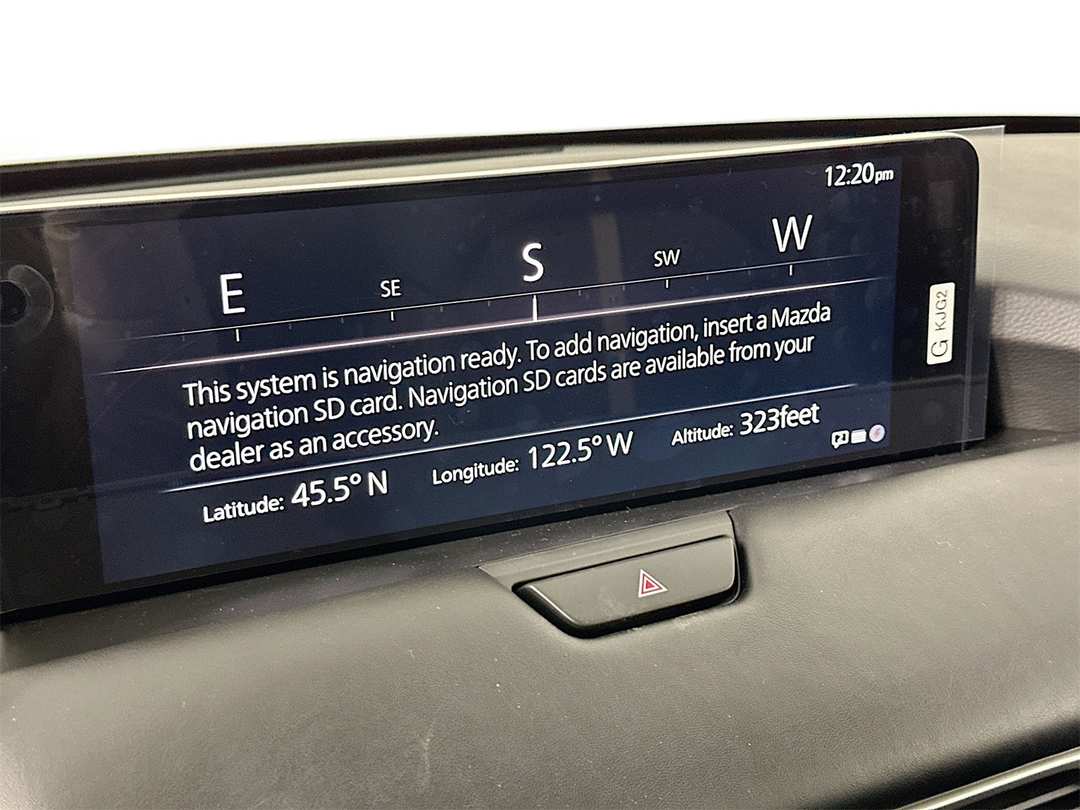 12:20pm
E SE S SW W
This system is navigation ready. To add navigation, insert a Mazda
navigation SD card. Navigation SD cards are available from your
dealer as an accessory.
Latitude: 45.5° N Longitude: 122.5° W Altitude: 323feet
G KJG2